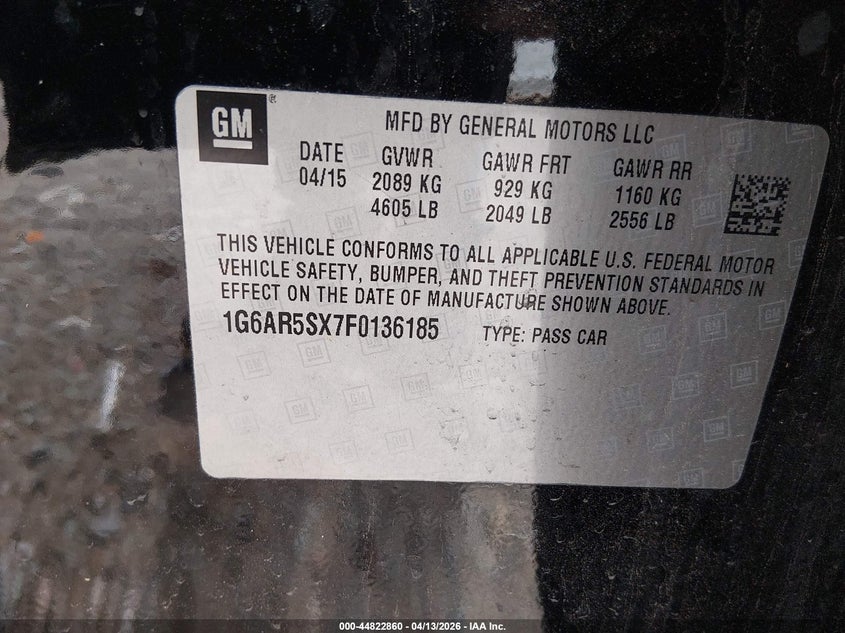 GM
MFD BY GENERAL MOTORS LLC
DATE GVWR GAWR FRT GAWR RR
04/15 2089 KG 929 KG 1160 KG
4605 LB 2049 LB 2556 LB
THIS VEHICLE CONFORMS TO ALL APPLICABLE U.S. FEDERAL MOTOR
VEHICLE SAFETY, BUMPER, AND THEFT PREVENTION STANDARDS IN
EFFECT ON THE DATE OF MANUFACTURE SHOWN ABOVE.
1G6AR5SX7F0136185 TYPE: PASS CAR
000-44822860 - 04/13/2026 - IAA Inc.